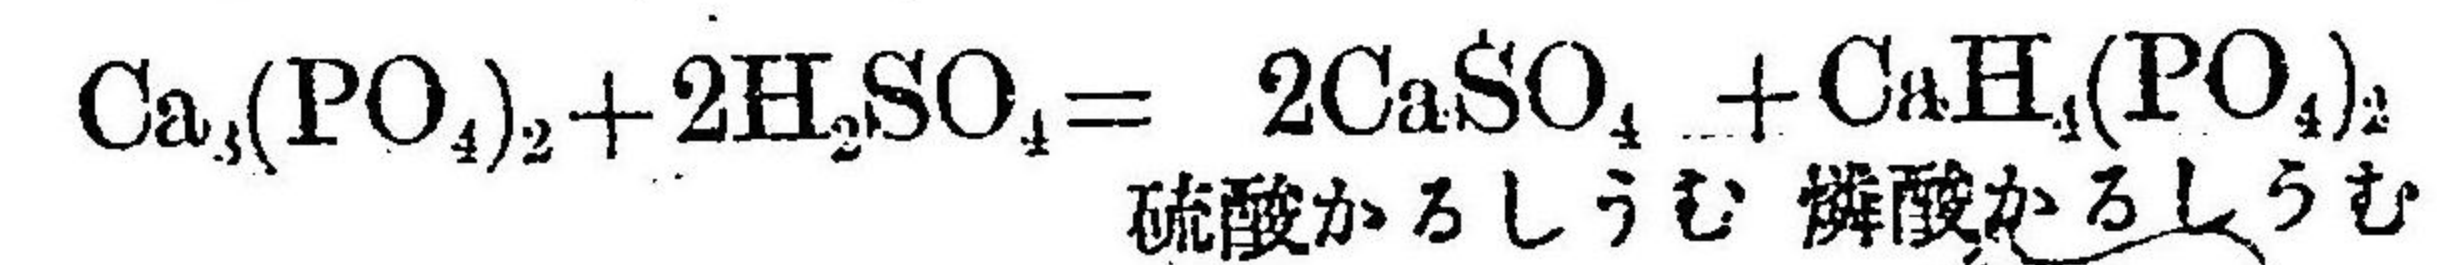 Ca₃(PO₄)₂+2H₂SO₄= 2CaSO₄ +CaH₄(PO₄)₂
硫酸かるしうむ 燐酸かるしうむ